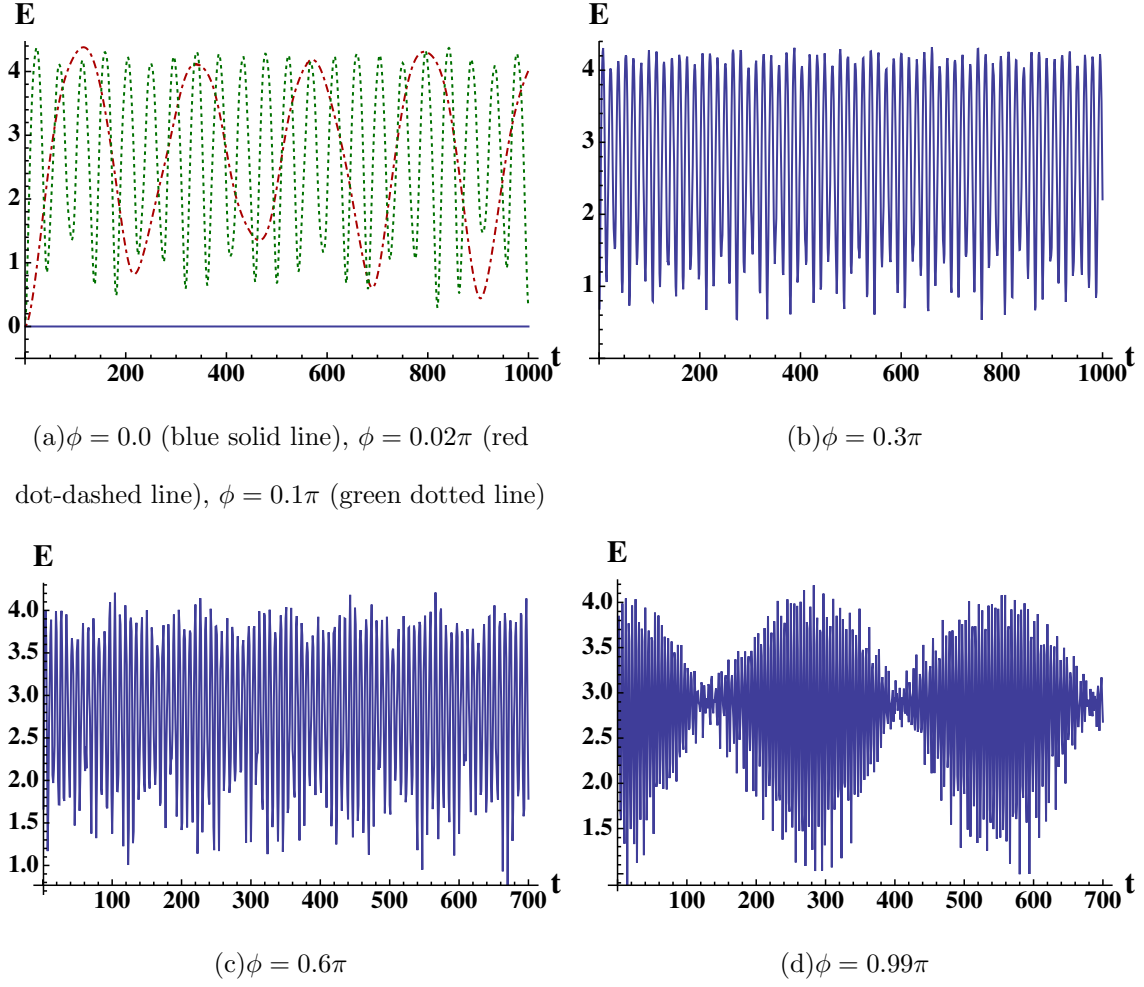 E
4
3
2
1
0
200 400 600 800 1000
t
E
4
3
2
1
200 400 600 800 1000
t
(a)ϕ = 0.0 (blue solid line), ϕ = 0.02π (red
dot-dashed line), ϕ = 0.1π (green dotted line)
(b)ϕ = 0.3π
E
4.0
3.5
3.0
2.5
2.0
1.5
1.0
100 200 300 400 500 600 700
t
E
4.0
3.5
3.0
2.5
2.0
1.5
100 200 300 400 500 600 700
t
(c)ϕ = 0.6π
(d)ϕ = 0.99π